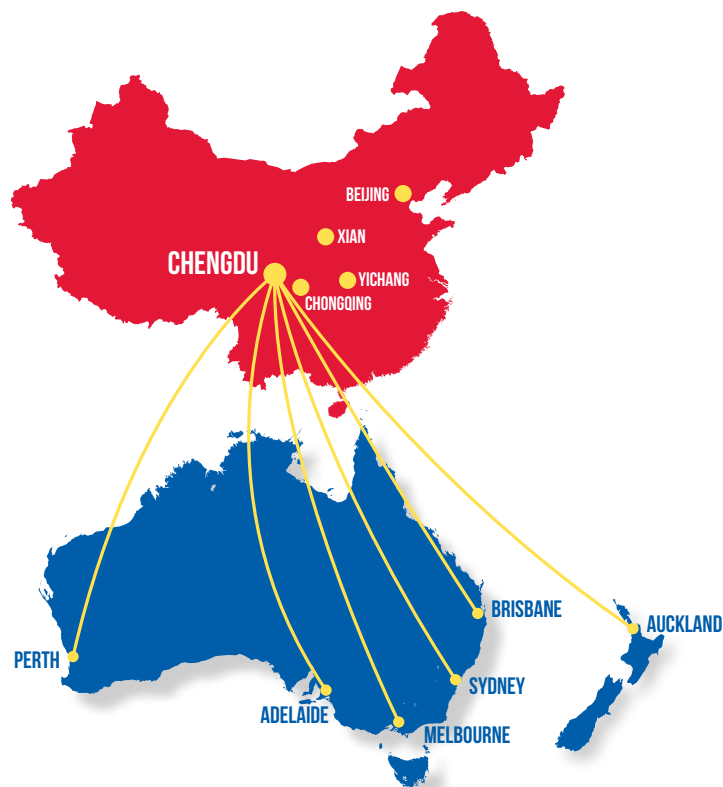 BEIJING
XIAN
CHENGDU
YICHANG
CHONGQING
BRISBANE
AUCKLAND
PERTH
SYDNEY
ADELAIDE
MELBOURNE